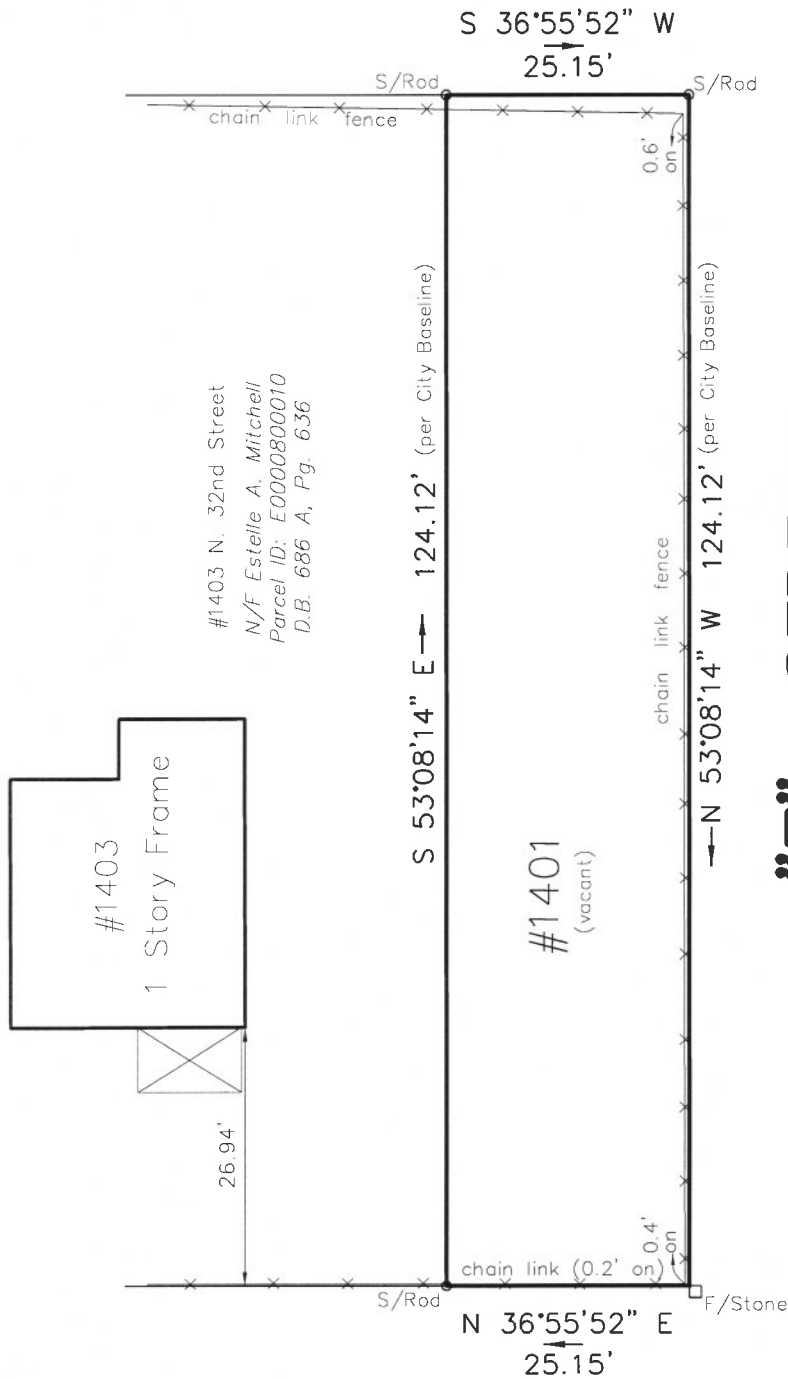 S 36°55'52" W
25.15'
S/Rod
S/Rod
chain link fence
0.6'
on
#1403 N. 32nd Street
N/F Estelle A. Mitchell
Parcel ID: E0000800010
D.B. 686 A, Pg. 636
S 53°08'14" E 124.12' (per City Baseline)
N 53°08'14" W 124.12' (per City Baseline)
chain link fence
#1403
1 Story Frame
#1401
(vacant)
26.94'
0.4'
on
chain link (0.2' on)
S/Rod
F/Stone
N 36°55'52" E
25.15'